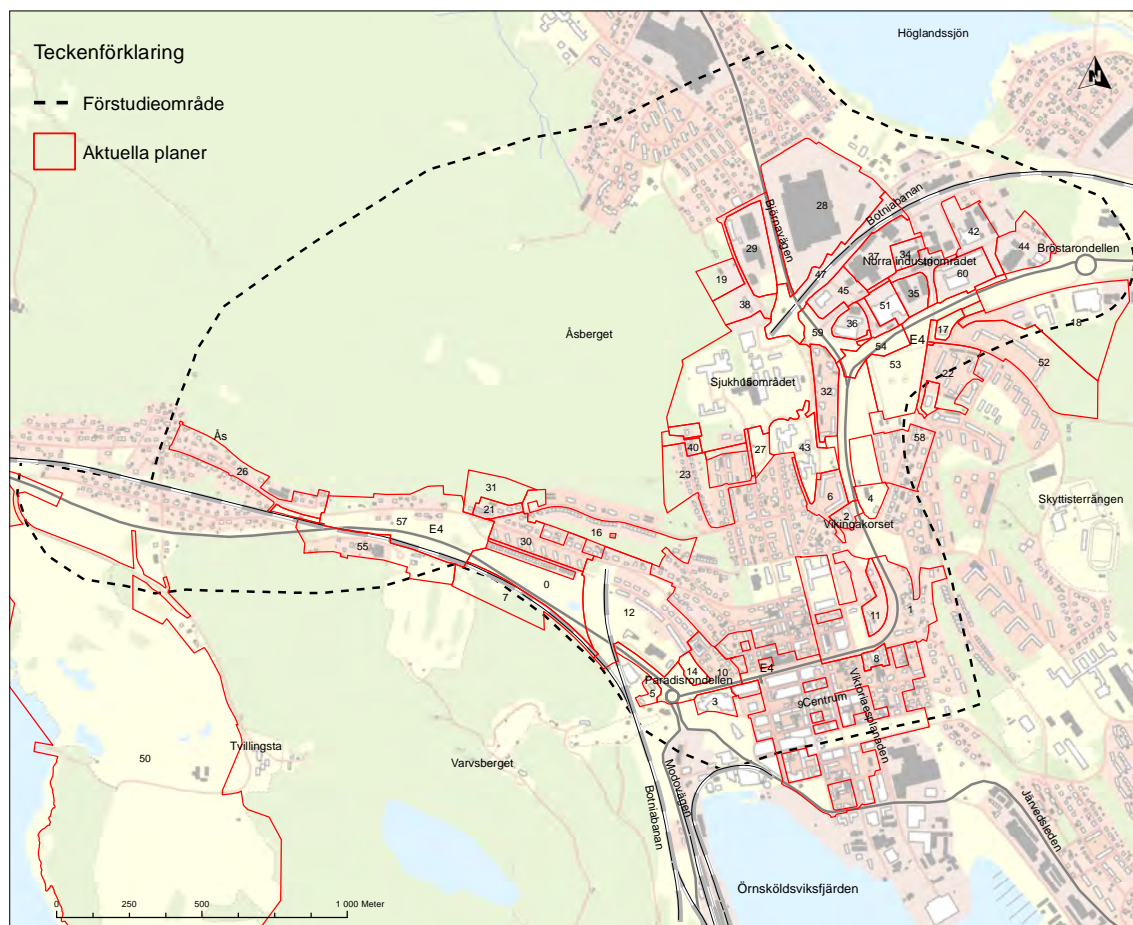 Teckenförklaring
Förstudieområde
Aktuella planer
Höglandssjön
N
Björnavägen
28
Botniabanan
29
42
44
Bröstarondellen
37
34
Norra industriområdet
19
47
60
38
45
35
51
36
59
17
18
Åsberget
54
E4
53
52
Sjukhusområdet
32
22
Ås
40
27
43
58
26
23
31
6
4
Skyttisterrängen
21
2
57
E4
16
Vikingakorset
30
55
0
7
12
11
1
8
14
10
E4
Paradisrondellen
5
3
9
Centrum
Viktoriaesplanaden
Tvillingsta
50
Varvsberget
Modovägen
Botniabanan
Järvedsleden
Örnsköldsviksfjärden
0
250
500
1 000 Meter